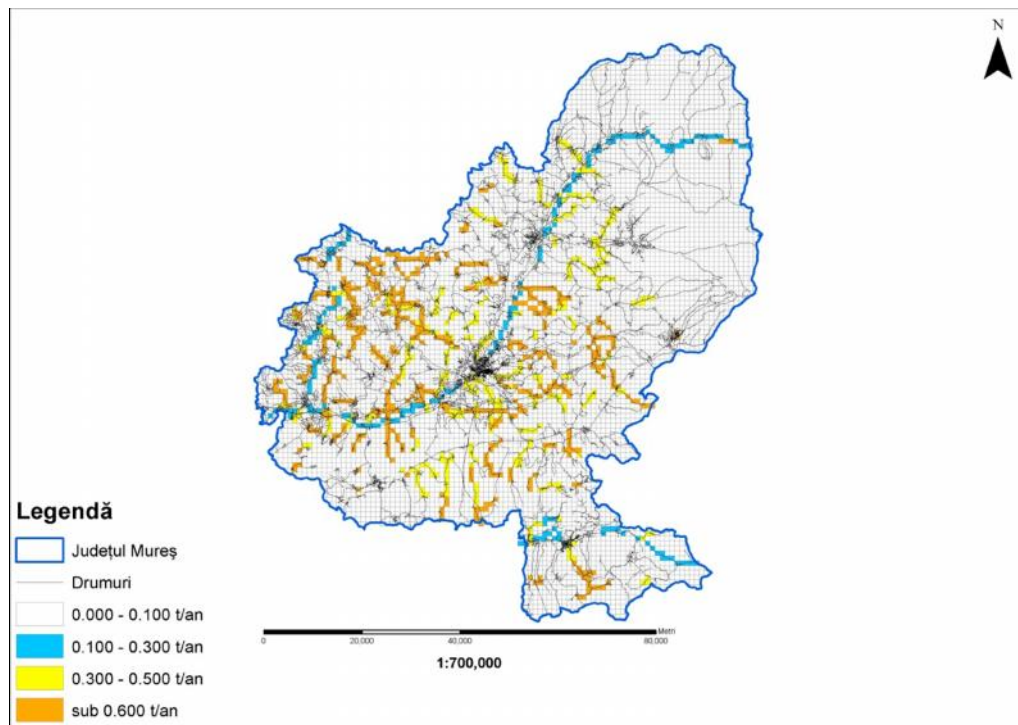 N
Legendă
Județul Mureș
Drumuri
0.000 - 0.100 t/an
0.100 - 0.300 t/an
0.300 - 0.500 t/an
sub 0.600 t/an
Metri
0 20,000 40,000 80,000
1:700,000